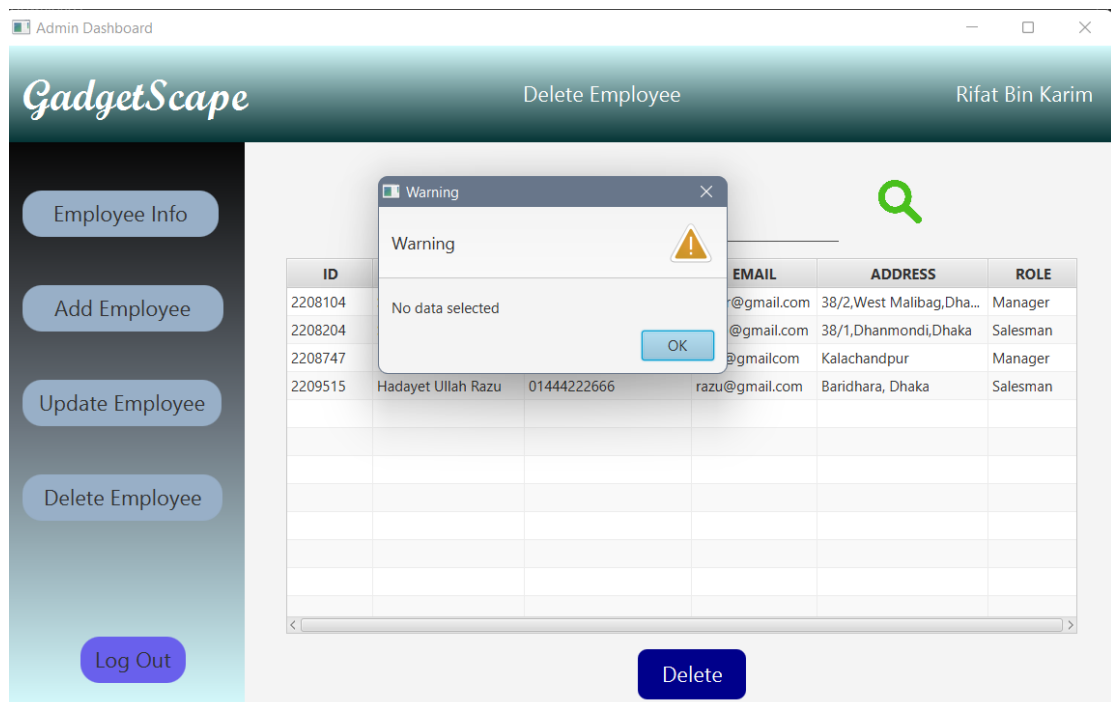 Admin Dashboard
GadgetScape
Delete Employee
Rifat Bin Karim
Employee Info
Add Employee
Update Employee
Delete Employee
Log Out
Warning
Warning
No data selected
OK
ID EMAIL ADDRESS ROLE
2208104 r@gmail.com 38/2,West Malibag,Dha... Manager
2208204 @gmail.com 38/1,Dhanmondi,Dhaka Salesman
2208747 @gmailcom Kalachandpur Manager
2209515 Hadayet Ullah Razu 01444222666 razu@gmail.com Baridhara, Dhaka Salesman
Delete